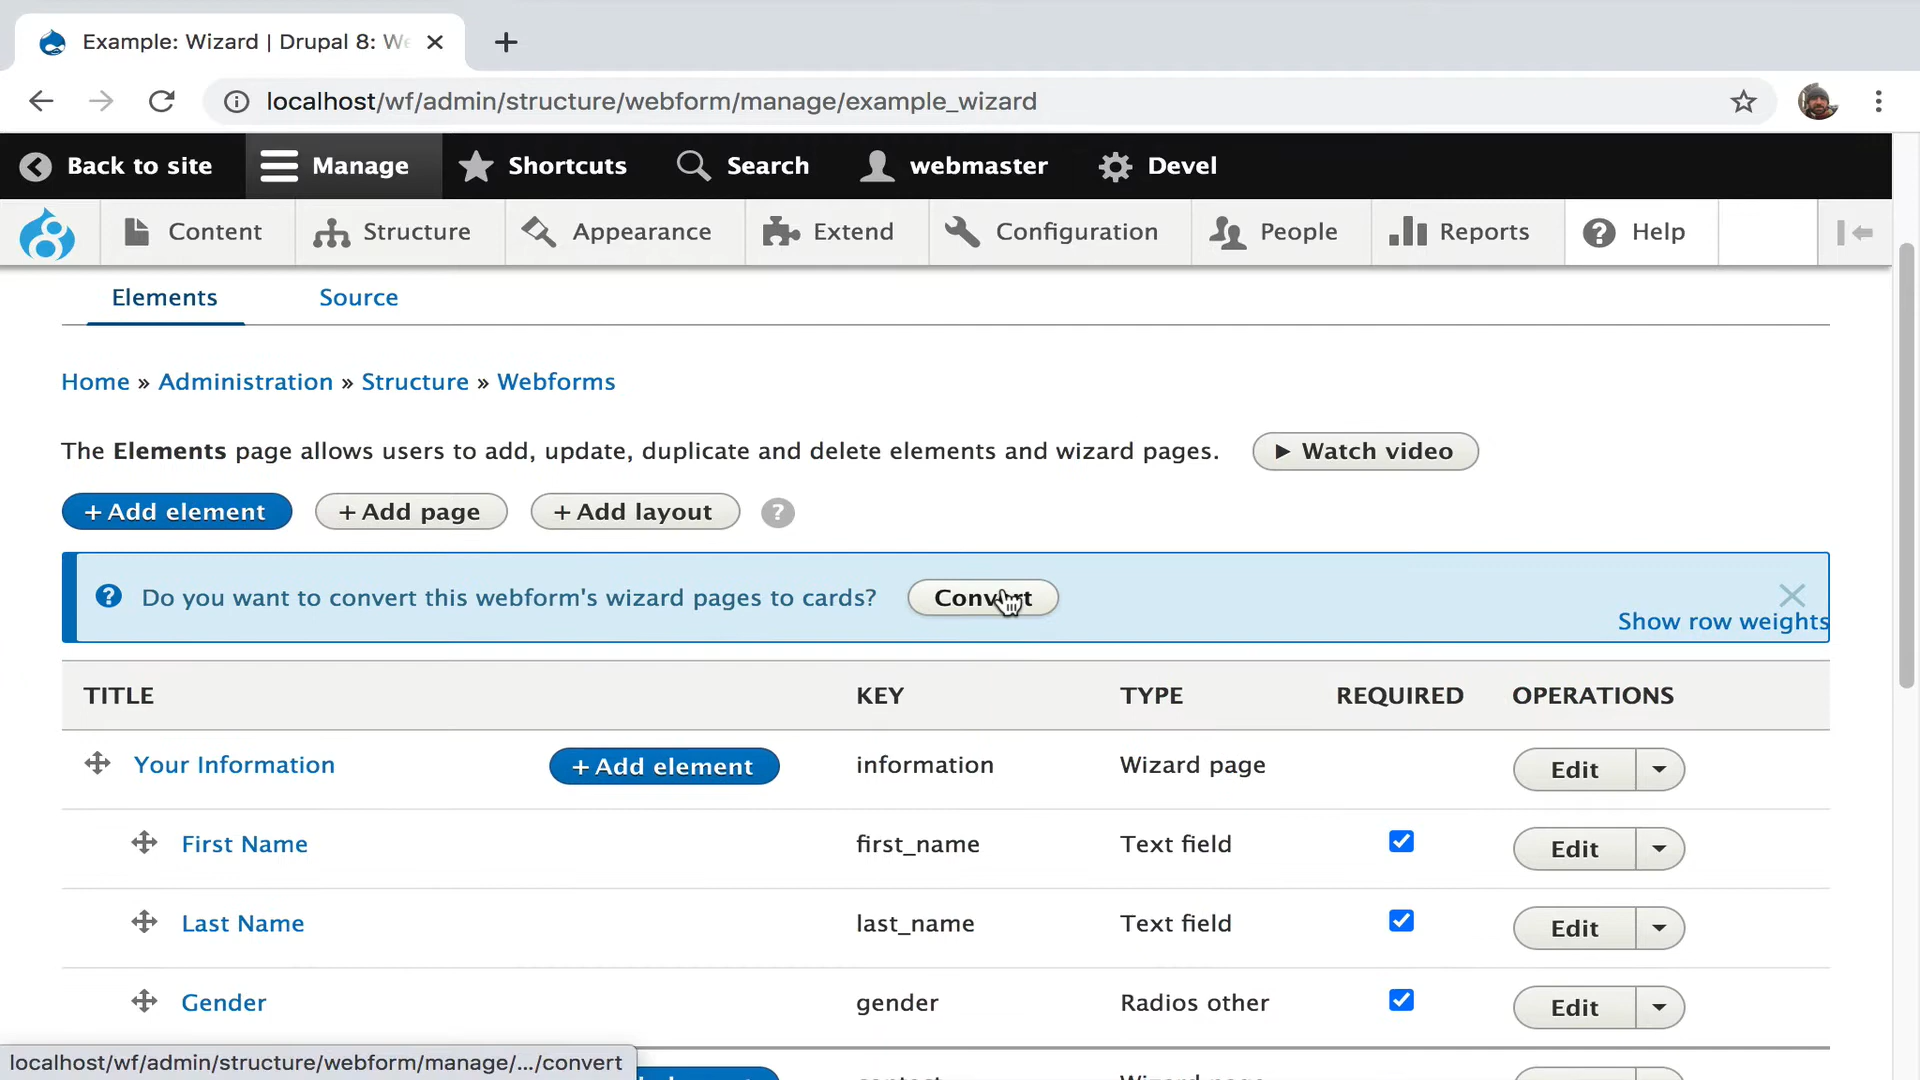 Example: Wizard | Drupal 8: We
localhost/wf/admin/structure/webform/manage/example_wizard
Back to site Manage Shortcuts Search webmaster Devel
Content Structure Appearance Extend Configuration People Reports Help
Elements Source
Home » Administration » Structure » Webforms
The Elements page allows users to add, update, duplicate and delete elements and wizard pages. ▶ Watch video
+ Add element + Add page + Add layout ?
Do you want to convert this webform's wizard pages to cards? Convert
Show row weights
TITLE KEY TYPE REQUIRED OPERATIONS
Your Information + Add element information Wizard page Edit
First Name first_name Text field Edit
Last Name last_name Text field Edit
Gender gender Radios other Edit
localhost/wf/admin/structure/webform/manage/.../convert